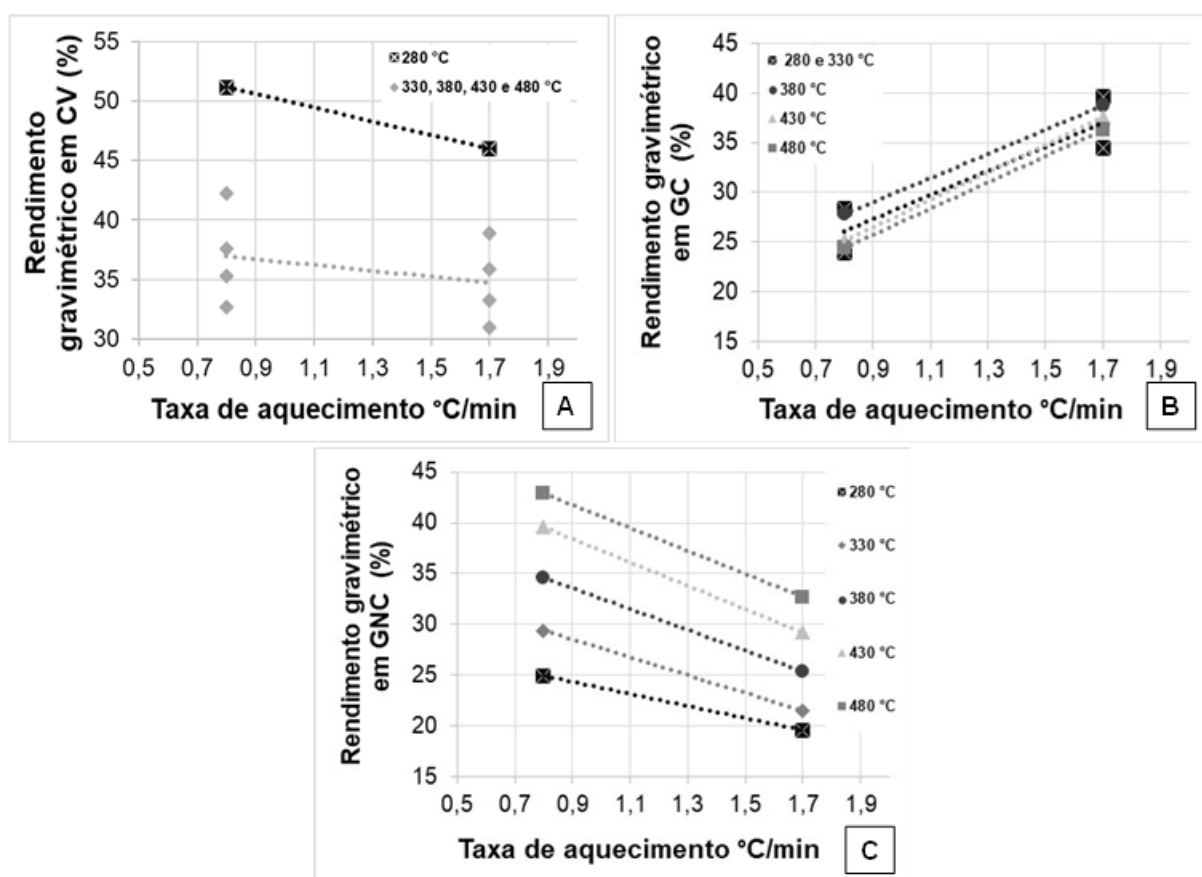 Rendimento
gravimétrico em CV (%)
55
50
45
40
35
30
280 °C
330, 380, 430 e 480 °C
0,5 0,7 0,9 1,1 1,3 1,5 1,7 1,9
Taxa de aquecimento °C/min
A
Rendimento gravimétrico
em GC (%)
45
40
35
30
25
20
15
280 e 330 °C
380 °C
430 °C
480 °C
0,5 0,7 0,9 1,1 1,3 1,5 1,7 1,9
Taxa de aquecimento °C/min
B
Rendimento gravimétrico
em GNC (%)
45
40
35
30
25
20
15
280 °C
330 °C
380 °C
430 °C
480 °C
0,5 0,7 0,9 1,1 1,3 1,5 1,7 1,9
Taxa de aquecimento °C/min
C